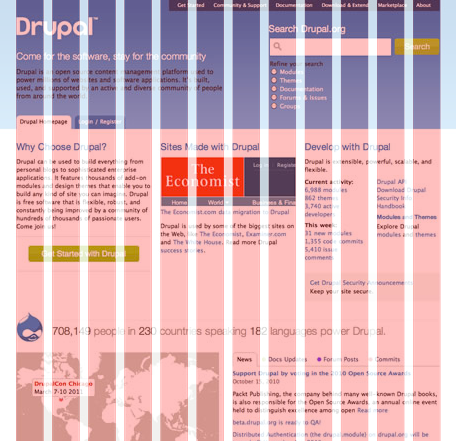 Get Started Community & Support Documentation Download & Extend Marketplace About
Drupal™
Search Drupal.org
Search
Come for the software, stay for the community
Drupal is an open source content management platform used to
power millions of websites and
used, and supported by an active and diverse community of people
from around the world.
Refine your search
Modules
Themes
Documentation
Forums & Issues
Groups
Drupal Homepage
Login / Register
Why Choose Drupal?
Drupal can be used to build everything from
personal blogs to sophisticated enterprise
applications. It features thousands of add-on
modules and design themes that enable you to
build any kind of site you can imagine. Drupal
is free software that is flexible, robust, and
constantly being improved by a community of
hundreds of thousands of passionate users.
Come join us!
Get Started with Drupal
Sites Made with Drupal
The
Economist
Log in Register
Home World Business & Fina
The Economist.com data migration to Drupal
Drupal is used by some of the biggest sites on
the Web, like The Economist, Examiner.com
and The White House. Read more Drupal
success stories.
Develop with Drupal
Drupal is extensible, powerful, scalable, and
flexible.
Current activity:
6,988 modules
862 themes
3,740 active
developers
This week:
31 new modules
1,355 code commits
5,410 issue
comments
Drupal API
Download Drupal
Security Info
Handbooks
Modules and Themes
Explore Drupal
modules and themes
Get Drupal Security Announcements
Keep your site secure.
708,149 people in 230 countries speaking 182 languages power Drupal.
DrupalCon Chicago
March 7-10 2011
News Docs Updates Forum Posts Commits
Support Drupal by voting in the 2010 Open Source Awards
October 15, 2010
Packt Publishing, the company behind many well-known Drupal books,
is also responsible for the Open Source Awards, an annual online event
held to distinguish excellence among open Read more
beta.drupal.org is ready to QA!
Distributed authentication (the drupal.module) on drupal.org will be